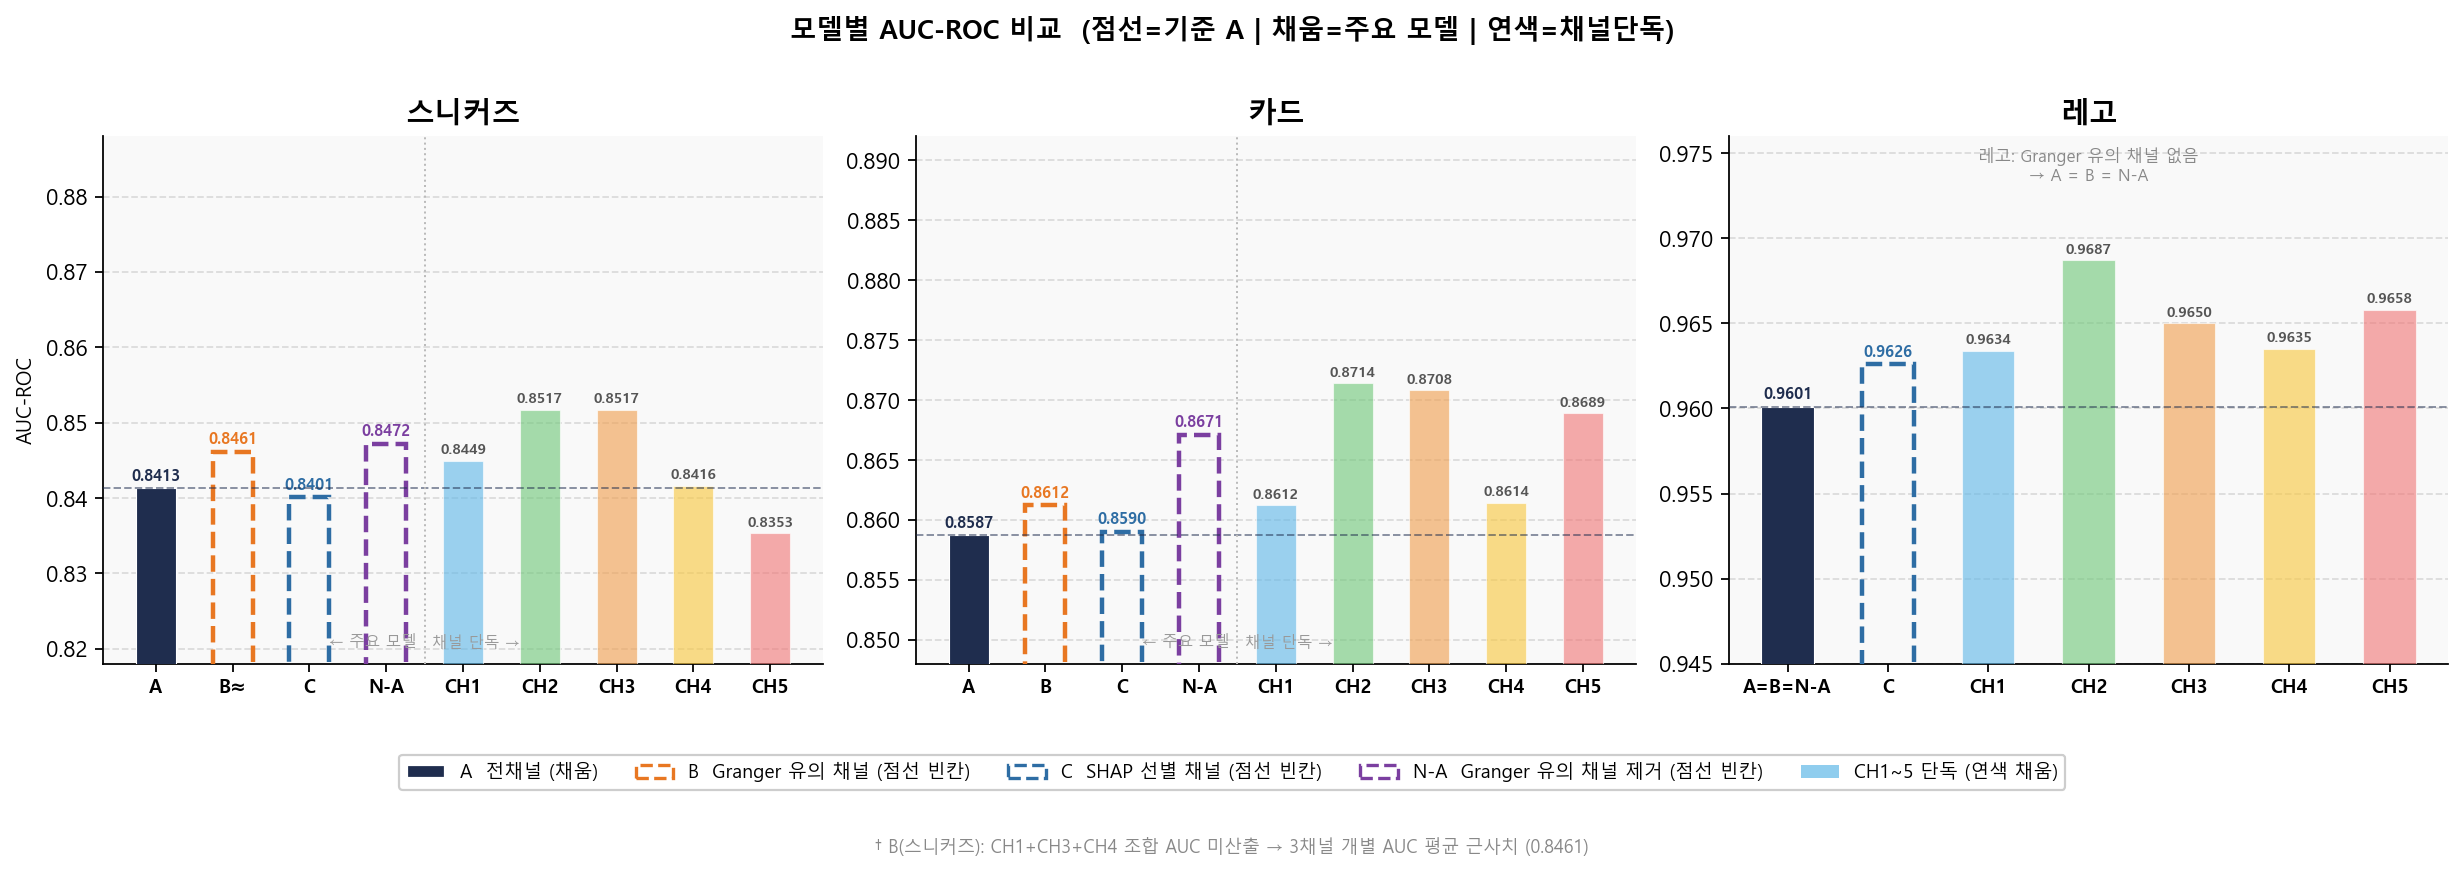 모델별 AUC-ROC 비교 (점선=기준 A | 채움=주요 모델 | 연색=채널단독)
스니커즈
AUC-ROC
0.88
0.87
0.86
0.85
0.84
0.83
0.82
0.8413
0.8461
0.8401
0.8472
0.8449
0.8517
0.8517
0.8416
0.8353
← 주요 모델 | 채널 단독 →
A
B≈
C
N-A
CH1
CH2
CH3
CH4
CH5
카드
0.890
0.885
0.880
0.875
0.870
0.865
0.860
0.855
0.850
0.8587
0.8612
0.8590
0.8671
0.8612
0.8714
0.8708
0.8614
0.8689
← 주요 모델 | 채널 단독 →
A
B
C
N-A
CH1
CH2
CH3
CH4
CH5
레고
레고: Granger 유의 채널 없음
→ A = B = N-A
0.975
0.970
0.965
0.960
0.955
0.950
0.945
0.9601
0.9626
0.9634
0.9687
0.9650
0.9635
0.9658
A=B=N-A
C
CH1
CH2
CH3
CH4
CH5
A 전채널 (채움)
B Granger 유의 채널 (점선 빈칸)
C SHAP 선별 채널 (점선 빈칸)
N-A Granger 유의 채널 제거 (점선 빈칸)
CH1~5 단독 (연색 채움)
† B(스니커즈): CH1+CH3+CH4 조합 AUC 미산출 → 3채널 개별 AUC 평균 근사치 (0.8461)